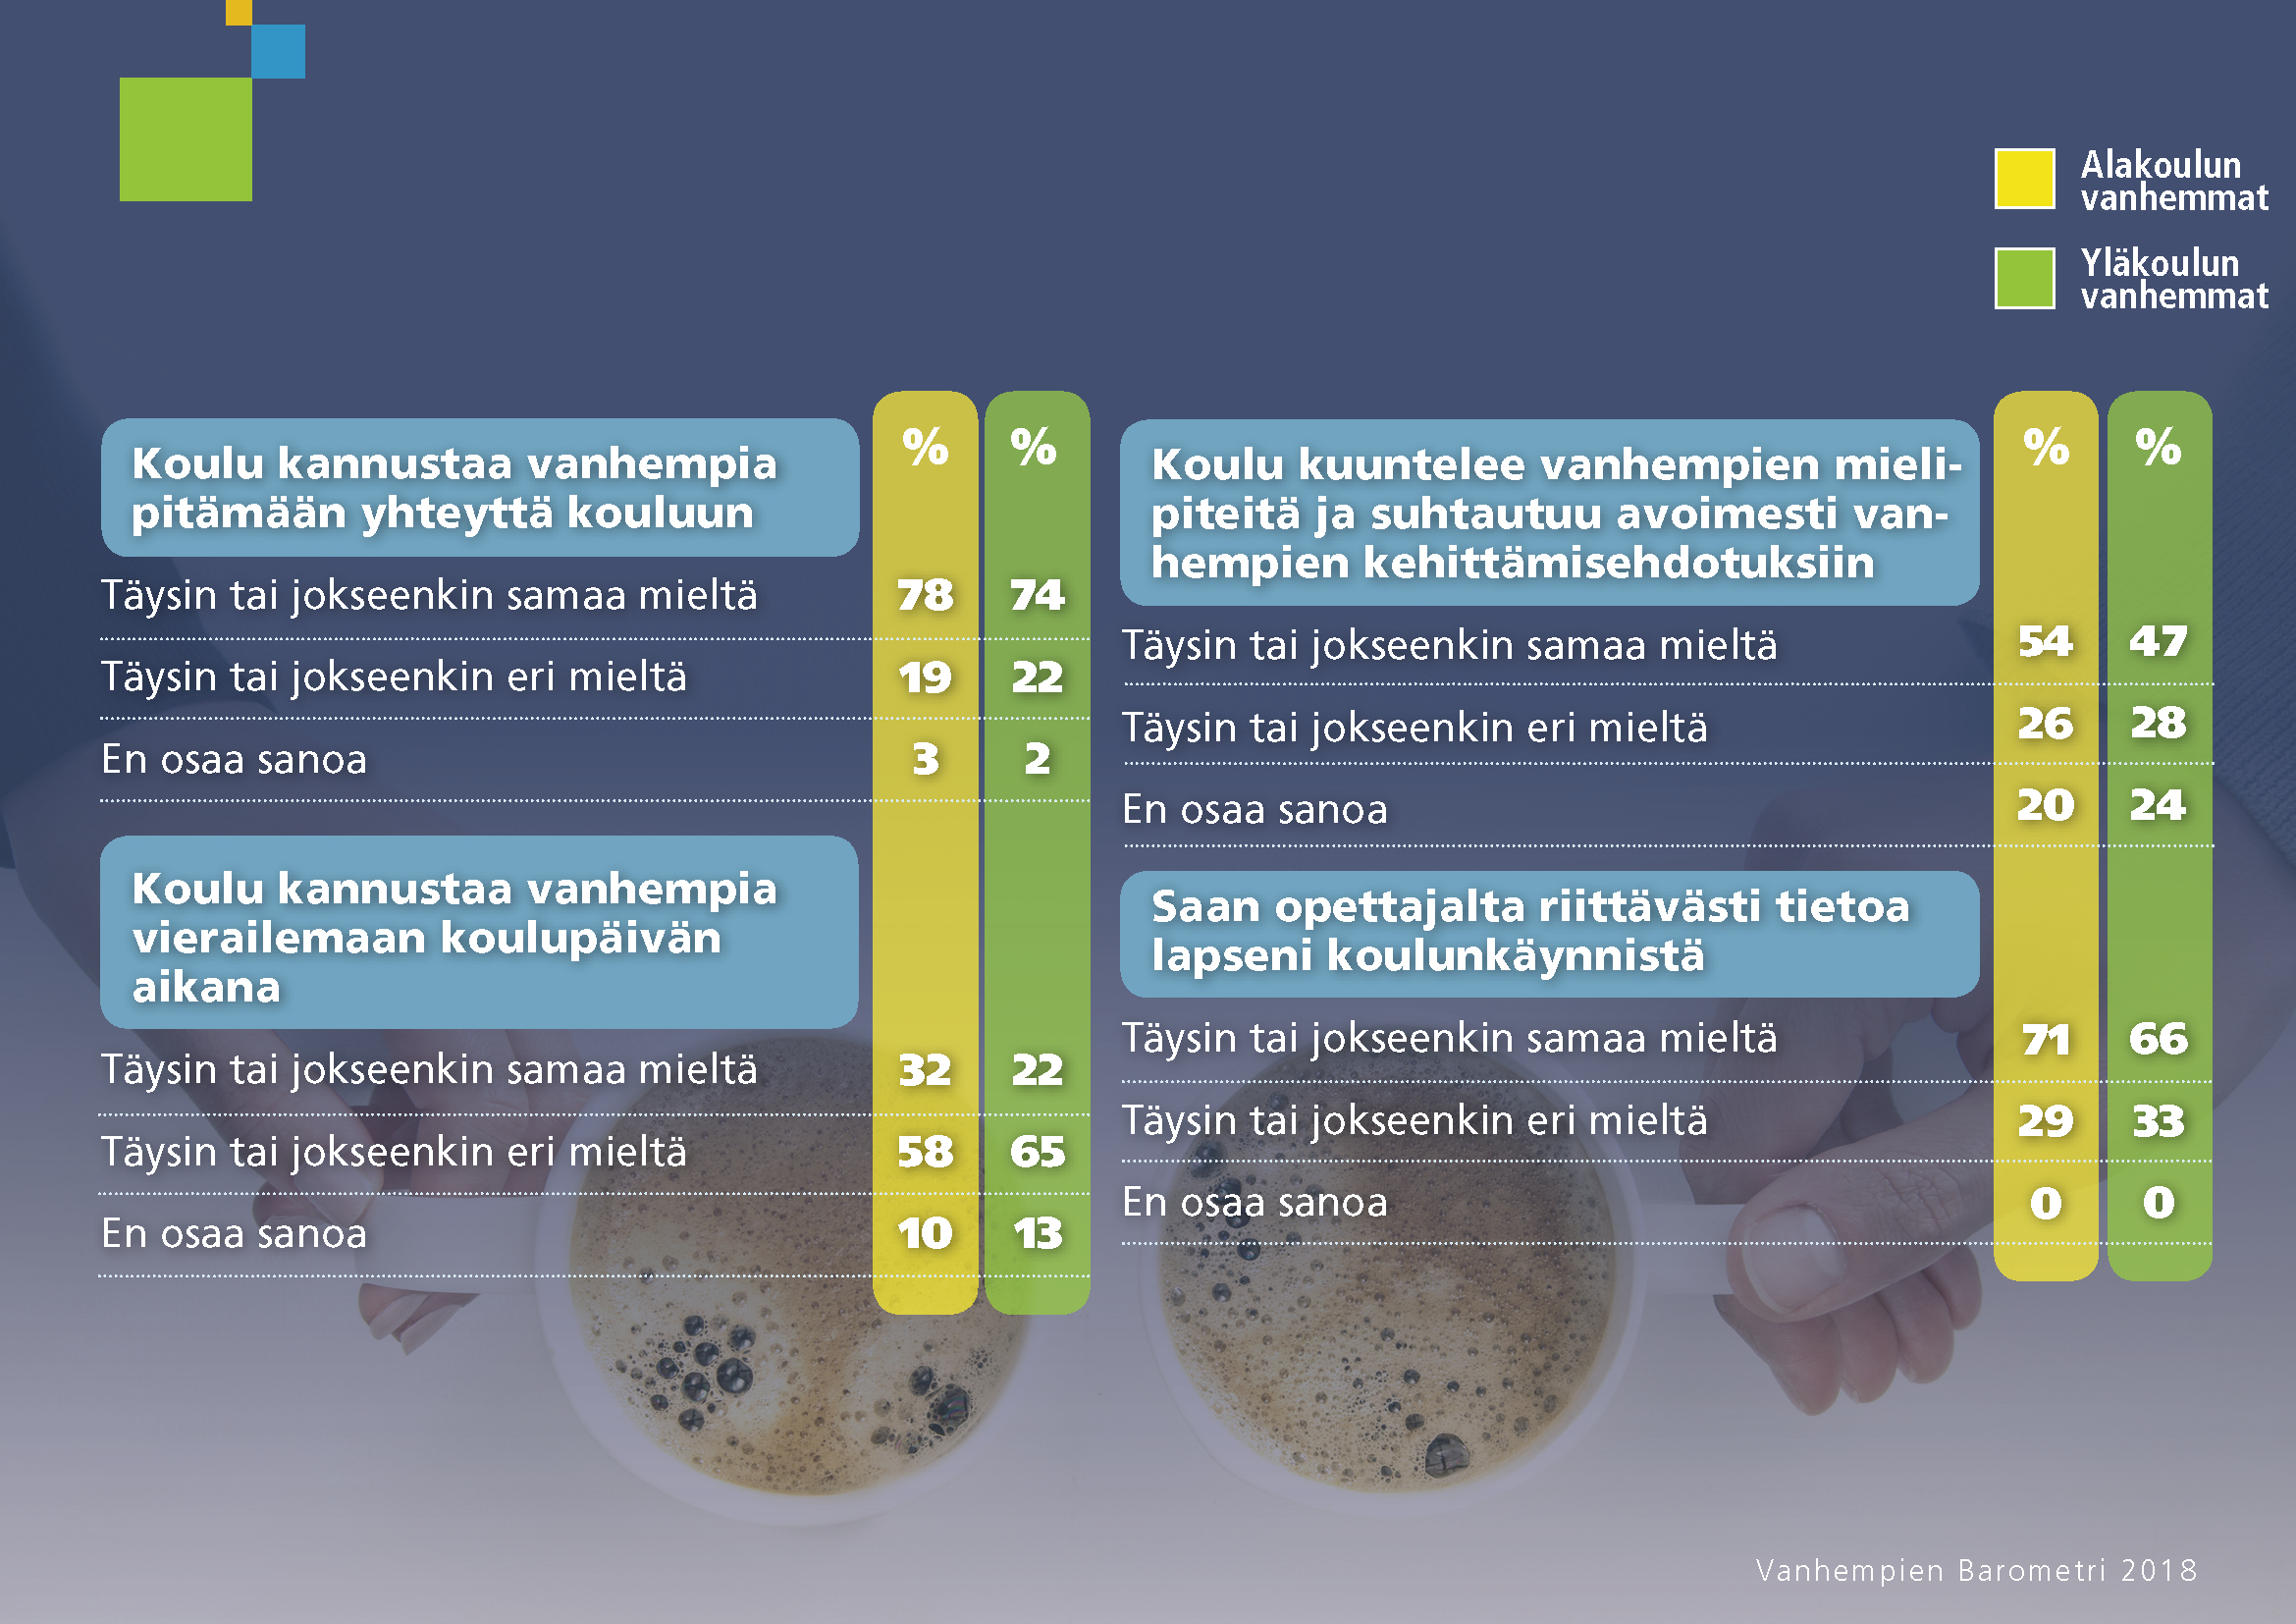 Alakoulun
vanhemmat
Yläkoulun
vanhemmat
% %
Koulu kannustaa vanhempia
pitämään yhteyttä kouluun
Täysin tai jokseenkin samaa mieltä 78 74
Täysin tai jokseenkin eri mieltä 19 22
En osaa sanoa 3 2
Koulu kannustaa vanhempia
vierailemaan koulupäivän
aikana
Täysin tai jokseenkin samaa mieltä 32 22
Täysin tai jokseenkin eri mieltä 58 65
En osaa sanoa 10 13
% %
Koulu kuuntelee vanhempien mieli-
piteitä ja suhtautuu avoimesti van-
hempien kehittämisehdotuksiin
Täysin tai jokseenkin samaa mieltä 54 47
Täysin tai jokseenkin eri mieltä 26 28
En osaa sanoa 20 24
Saan opettajalta riittävästi tietoa
lapseni koulunkäynnistä
Täysin tai jokseenkin samaa mieltä 71 66
Täysin tai jokseenkin eri mieltä 29 33
En osaa sanoa 0 0
Vanhempien Barometri 2018